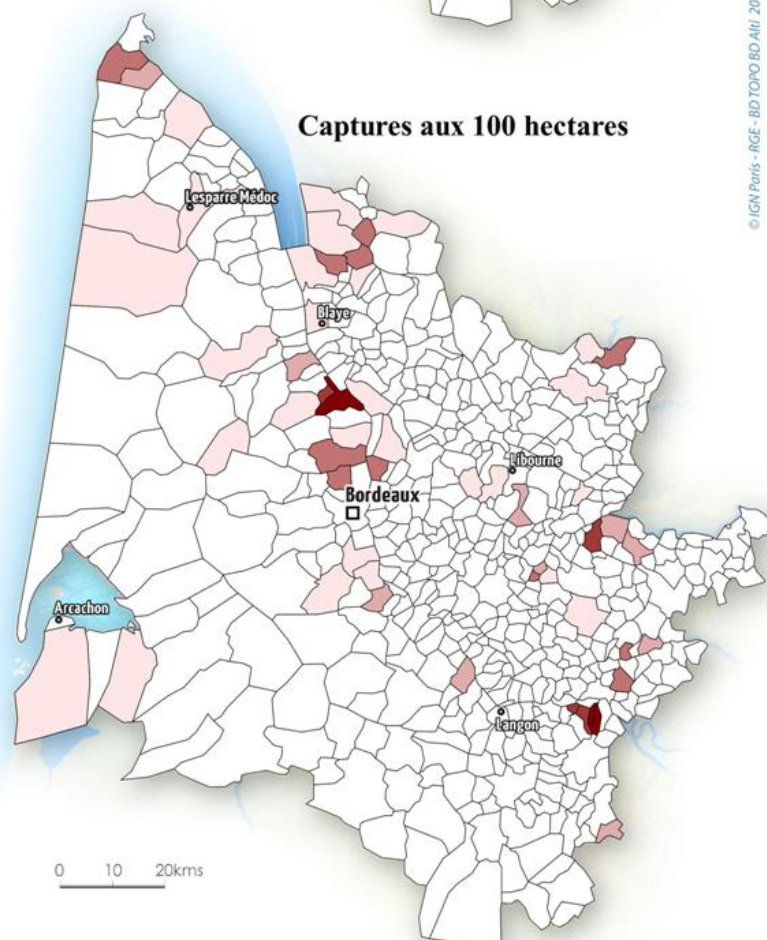 Captures aux 100 hectares
© IGN Paris - RGE - BD TOPO BD Alti 20
Lesparre Médoc
Blaye
Libourne
Bordeaux
Arcachon
Langon
0 10 20kms